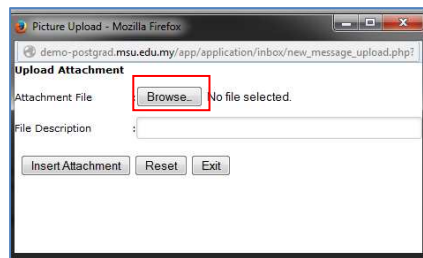 Picture Upload - Mozilla Firefox
demo-postgrad.msu.edu.my/app/application/inbox/new_message_upload.php?
Upload Attachment
Attachment File : Browse_ No file selected.
File Description :
Insert Attachment Reset Exit